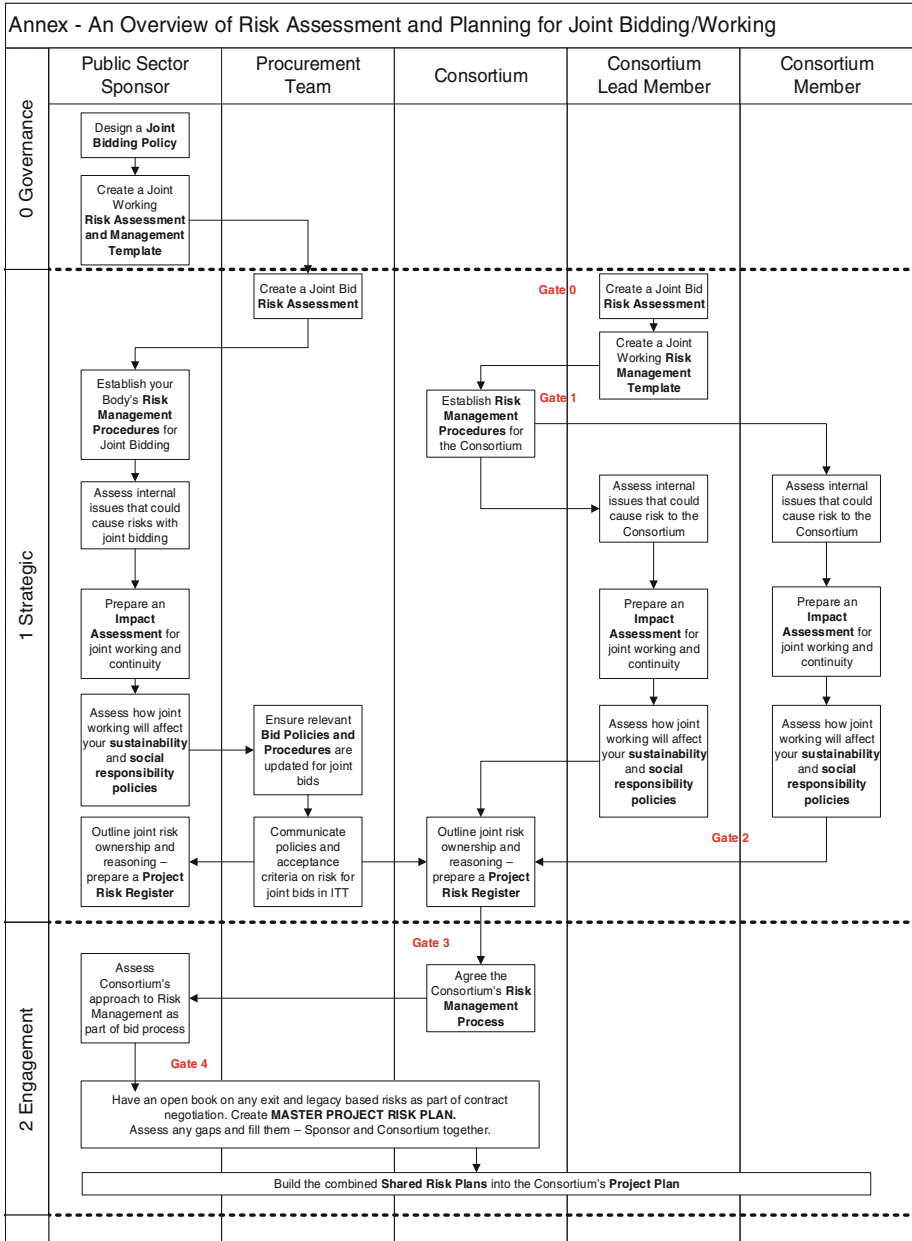 Annex - An Overview of Risk Assessment and Planning for Joint Bidding/Working
Public Sector
Sponsor
Procurement
Team
Consortium
Consortium
Lead Member
Consortium
Member
0 Governance
Design a Joint
Bidding Policy
Create a Joint
Working
Risk Assessment
and Management
Template
1 Strategic
Create a Joint Bid
Risk Assessment
Gate 0
Create a Joint Bid
Risk Assessment
Create a Joint
Working Risk
Management
Template
Establish your
Body's Risk
Management
Procedures for
Joint Bidding
Gate 1
Establish Risk
Management
Procedures for
the Consortium
Assess internal
issues that could
cause risks with
joint bidding
Assess internal
issues that could
cause risk to the
Consortium
Assess internal
issues that could
cause risk to the
Consortium
Prepare an
Impact
Assessment for
joint working and
continuity
Prepare an
Impact
Assessment for
joint working and
continuity
Prepare an
Impact
Assessment for
joint working and
continuity
Assess how joint
working will affect
your sustainability
and social
responsibility
policies
Ensure relevant
Bid Policies and
Procedures are
updated for joint
bids
Assess how joint
working will affect
your sustainability
and social
responsibility
policies
Assess how joint
working will affect
your sustainability
and social
responsibility
policies
Gate 2
Outline joint risk
ownership and
reasoning –
prepare a Project
Risk Register
Communicate
policies and
acceptance
criteria on risk for
joint bids in ITT
Outline joint risk
ownership and
reasoning –
prepare a Project
Risk Register
2 Engagement
Gate 3
Assess
Consortium's
approach to Risk
Management as
part of bid process
Agree the
Consortium's Risk
Management
Process
Gate 4
Have an open book on any exit and legacy based risks as part of contract
negotiation. Create MASTER PROJECT RISK PLAN.
Assess any gaps and fill them – Sponsor and Consortium together.
Build the combined Shared Risk Plans into the Consortium's Project Plan